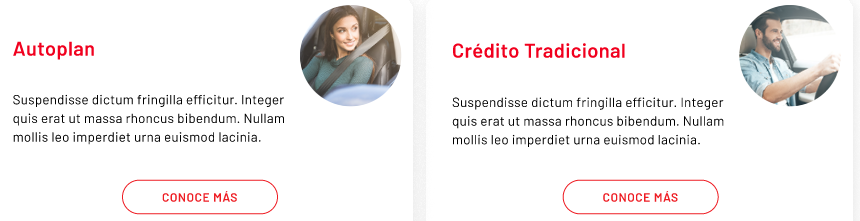 Autoplan
Suspendisse dictum fringilla efficitur. Integer
quis erat ut massa rhoncus bibendum. Nullam
mollis leo imperdiet urna euismod lacinia.
CONOCE MÁS
Crédito Tradicional
Suspendisse dictum fringilla efficitur. Integer
quis erat ut massa rhoncus bibendum. Nullam
mollis leo imperdiet urna euismod lacinia.
CONOCE MÁS